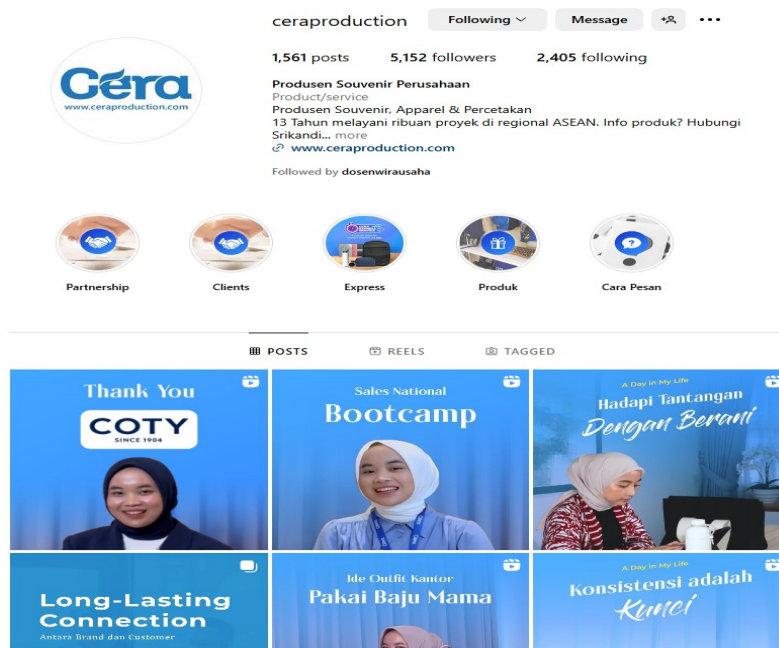 ceraproduction Following Message
1,561 posts 5,152 followers 2,405 following
Cera
www.ceraproduction.com
Produsen Souvenir Perusahaan
Product/service
Produsen Souvenir, Apparel & Percetakan
13 Tahun melayani ribuan proyek di regional ASEAN. Info produk? Hubungi
Srikandi... more
www.ceraproduction.com
Followed by dosenwirausaha
Partnership Clients Express Produk Cara Pesan
POSTS REELS TAGGED
Thank You
COTY
SINCE 1904
Sales National
Bootcamp
A Day In My Life
Hadapi Tantangan
Dengan Berani
Long-Lasting
Connection
Antara Brand dan Customer
Ide Outfit Kantor
Pakai Baju Mama
A Day In My Life
Konsistensi adalah
Kunci